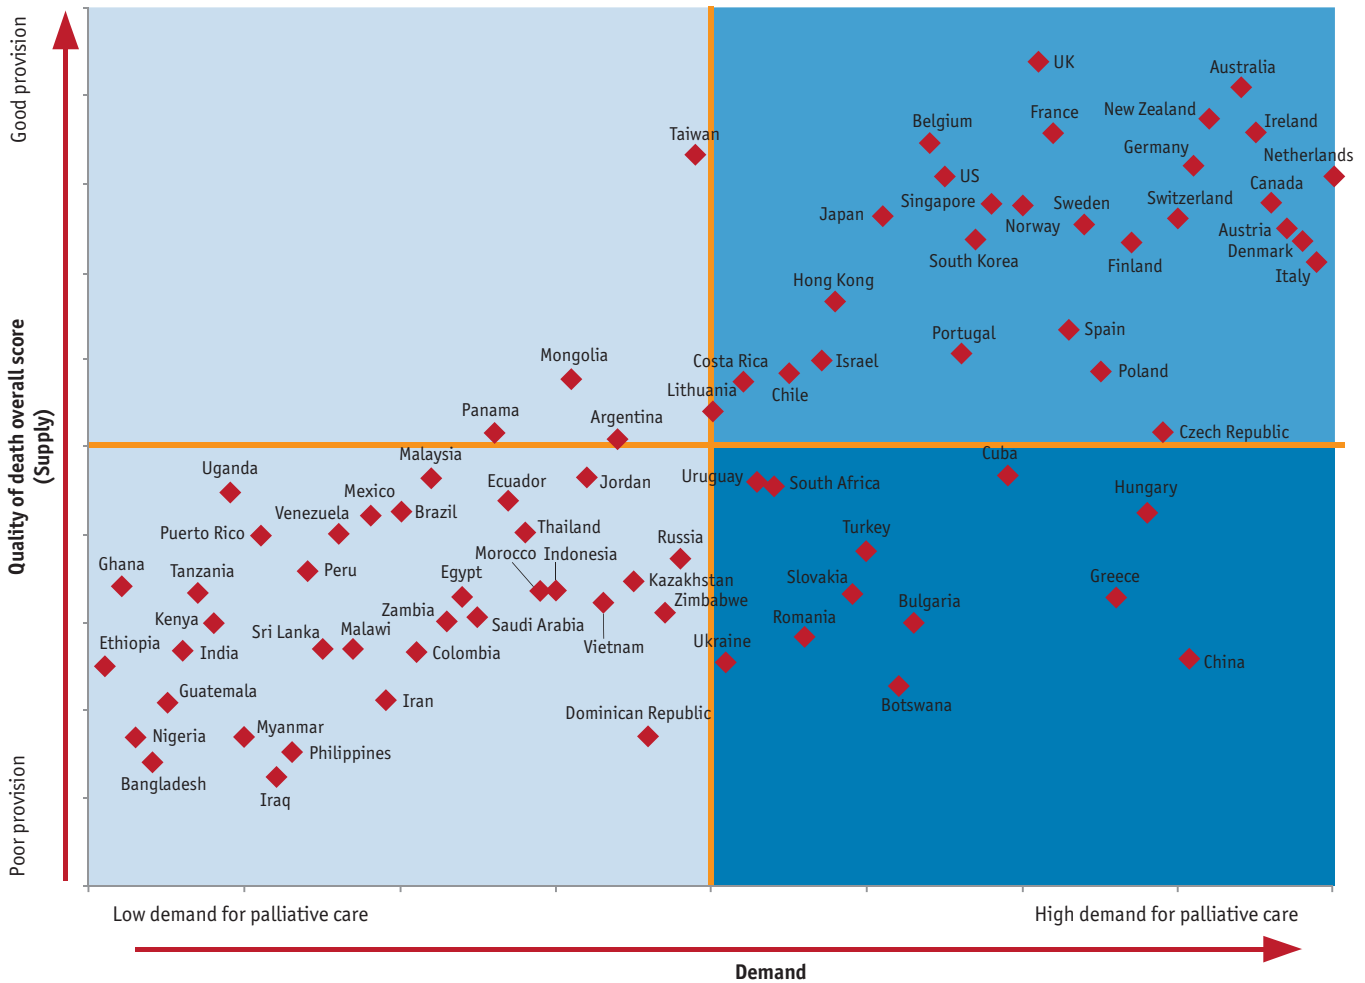 Good provision
Quality of death overall score
(Supply)
Poor provision
UK
Australia
New Zealand
France
Belgium
Ireland
Taiwan
Germany
Netherlands
US
Canada
Switzerland
Singapore
Sweden
Japan
Norway
Austria
Denmark
South Korea
Finland
Italy
Hong Kong
Spain
Portugal
Mongolia
Costa Rica
Israel
Poland
Lithuania
Chile
Panama
Argentina
Czech Republic
Malaysia
Cuba
Uganda
Uruguay
South Africa
Ecuador
Jordan
Hungary
Mexico
Venezuela
Brazil
Puerto Rico
Thailand
Turkey
Russia
Morocco
Indonesia
Ghana
Tanzania
Peru
Egypt
Kazakhstan
Slovakia
Greece
Zimbabwe
Bulgaria
Zambia
Kenya
Saudi Arabia
Romania
Sri Lanka
Malawi
Ethiopia
India
Colombia
Vietnam
Ukraine
China
Guatemala
Iran
Botswana
Dominican Republic
Nigeria
Myanmar
Philippines
Bangladesh
Iraq
Low demand for palliative care
High demand for palliative care
Demand